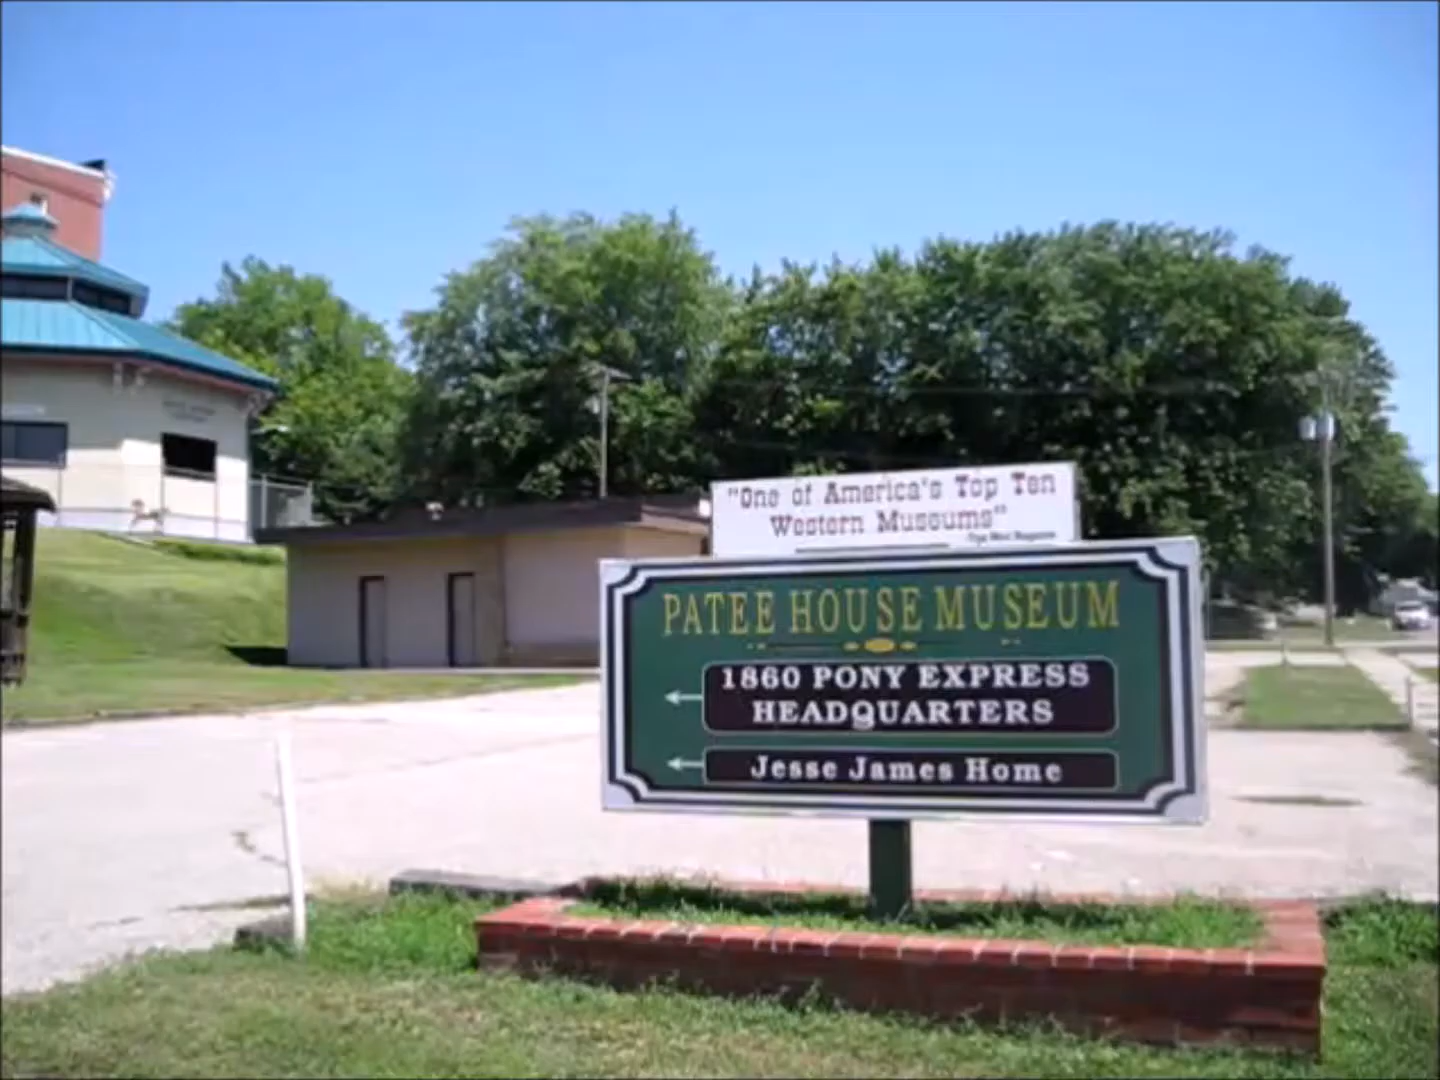 "One of America's Top Ten
Western Museums"
PATEE HOUSE MUSEUM
1860 PONY EXPRESS
HEADQUARTERS
Jesse James Home